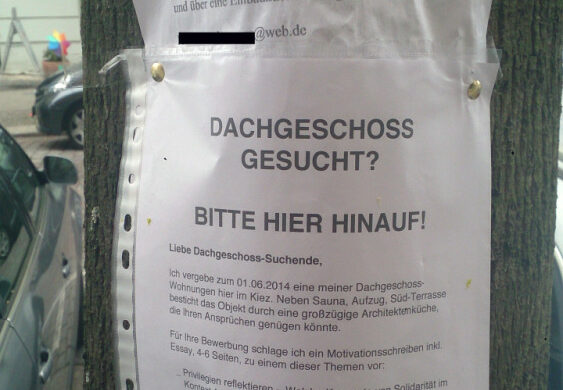 und über eine
@web.de
DACHGESCHOSS
GESUCHT?
BITTE HIER HINAUF!
Liebe Dachgeschoss-Suchende,
Ich vergebe zum 01.06.2014 eine meiner Dachgeschoss-
Wohnungen hier im Kiez. Neben Sauna, Aufzug, Süd-Terrasse
besticht das Objekt durch eine großzügige Architektenküche,
die Ihren Ansprüchen genügen könnte.
Für Ihre Bewerbung schlage ich ein Motivationsschreiben inkl.
Essay, 4-6 Seiten, zu einem dieser Themen vor:
Privilegien reflektieren
Solidarität im